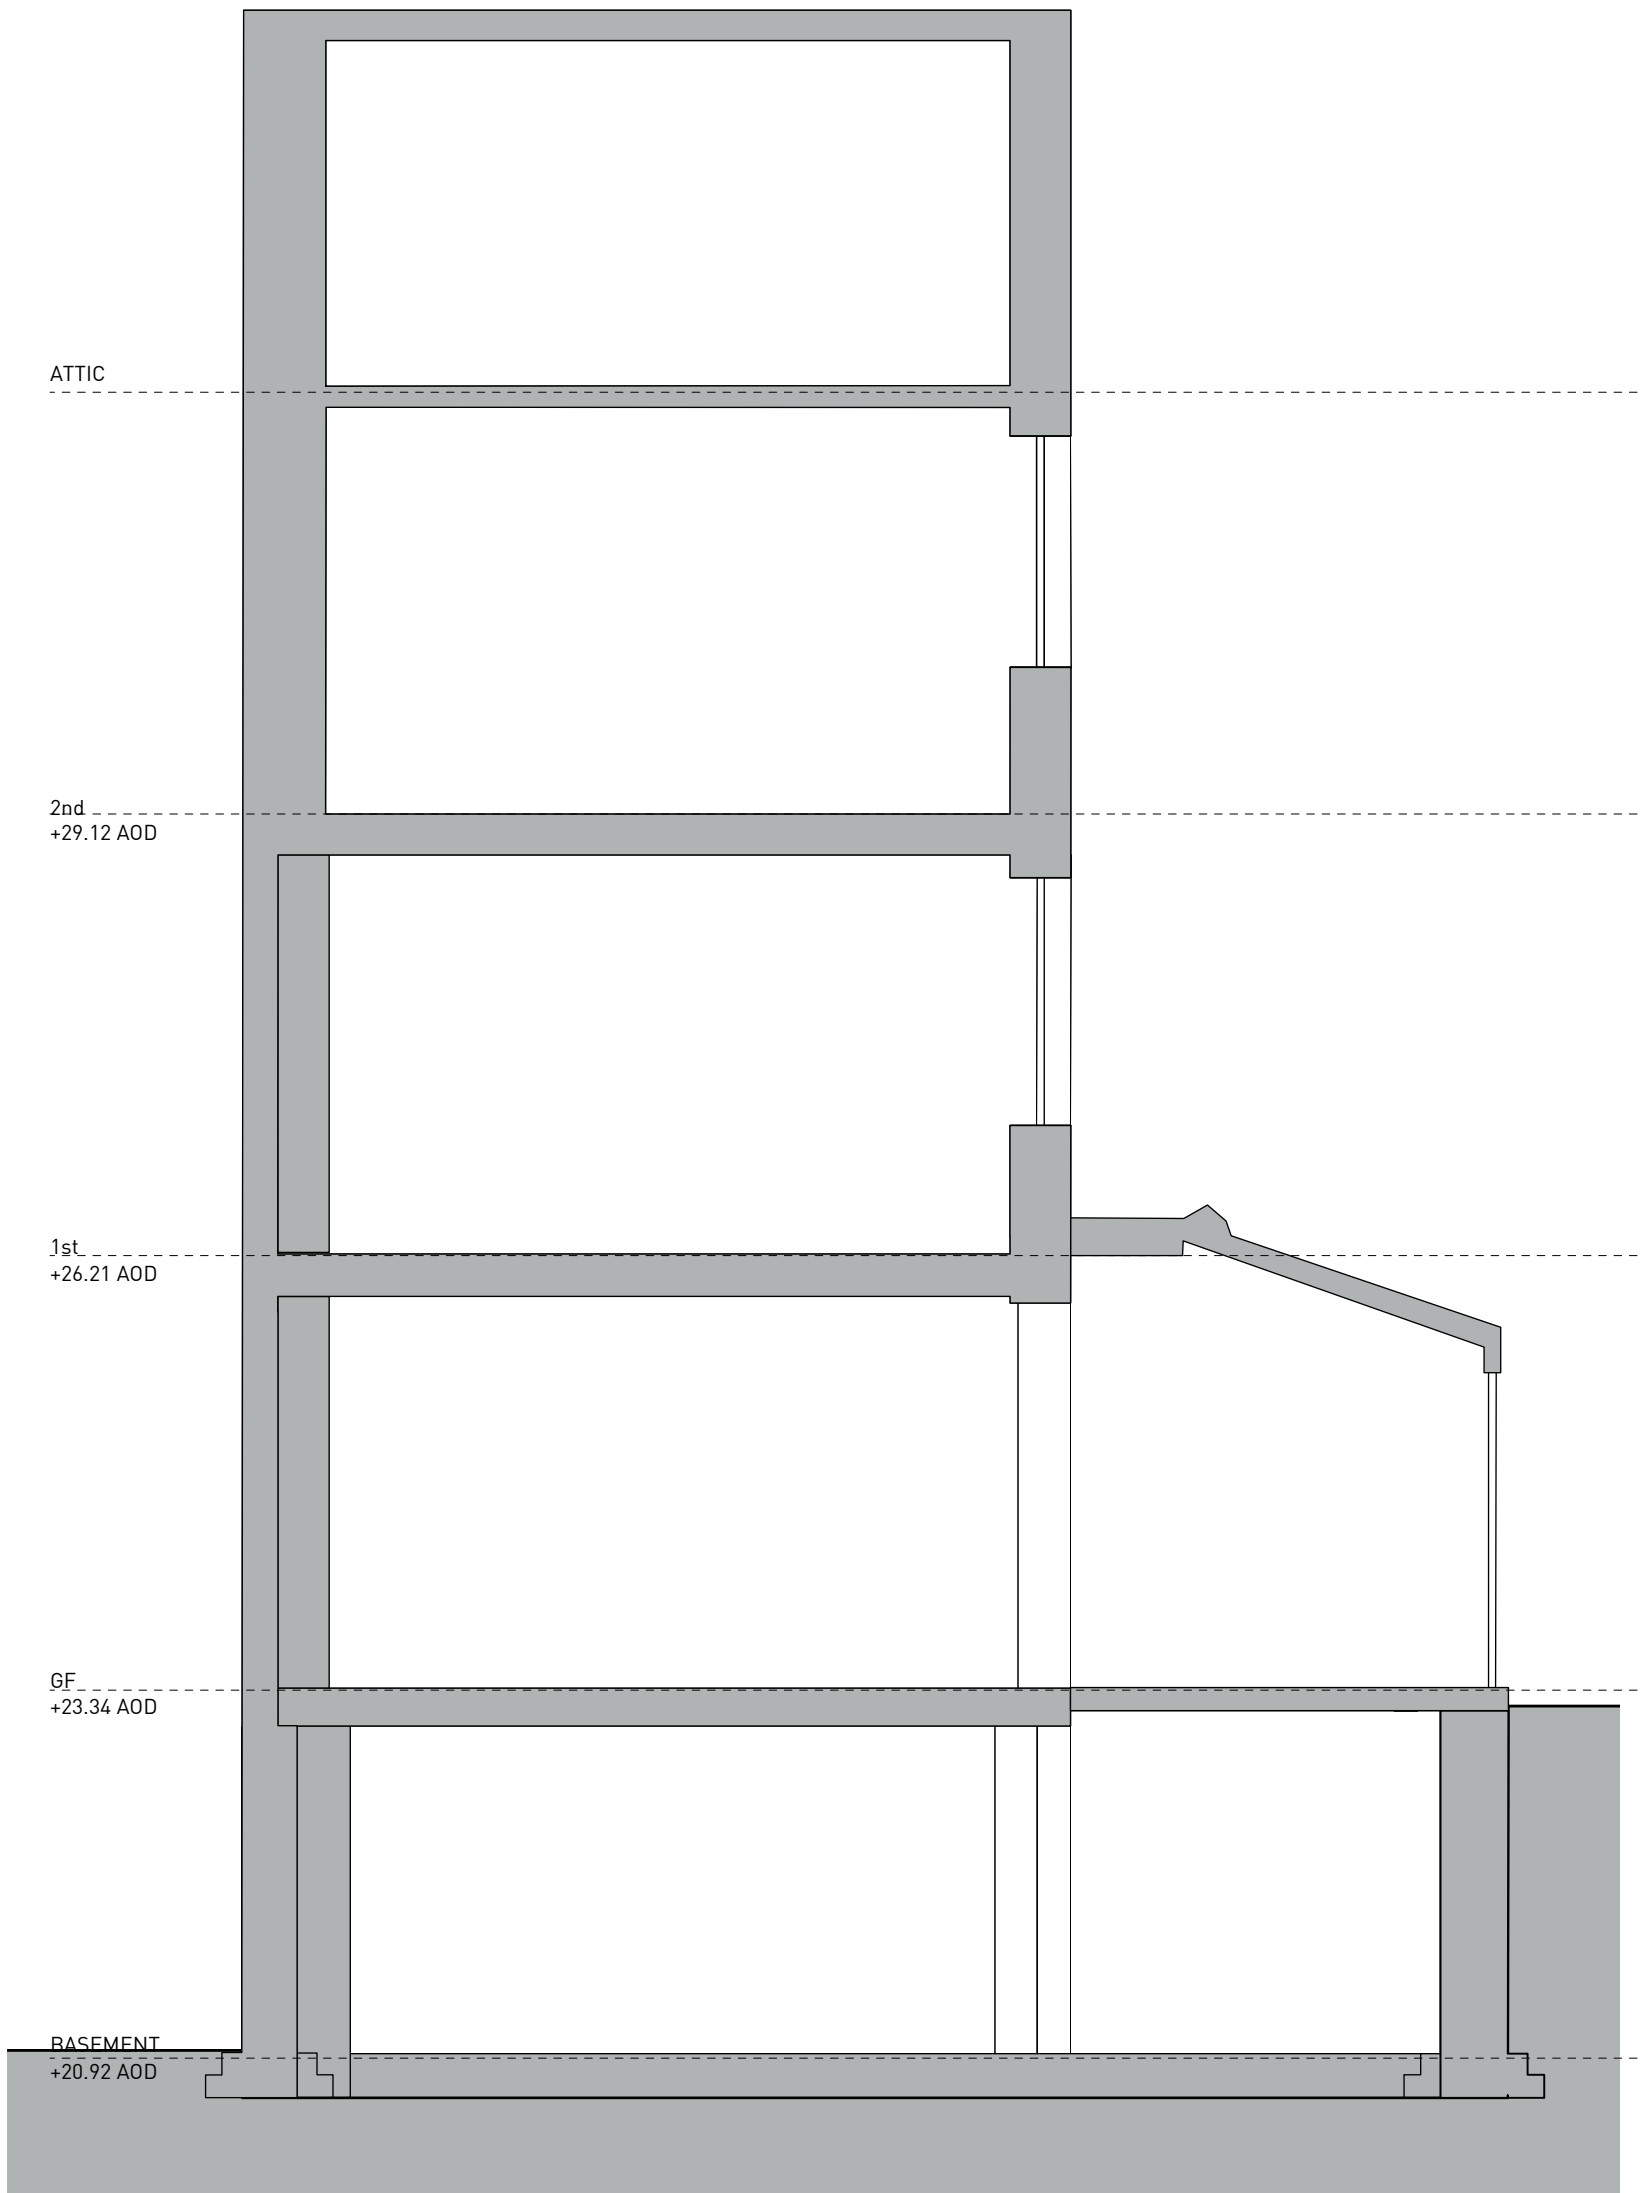 ATTIC
2nd
+29.12 AOD
1st
+26.21 AOD
GF
+23.34 AOD
BASEMENT
+20.92 AOD